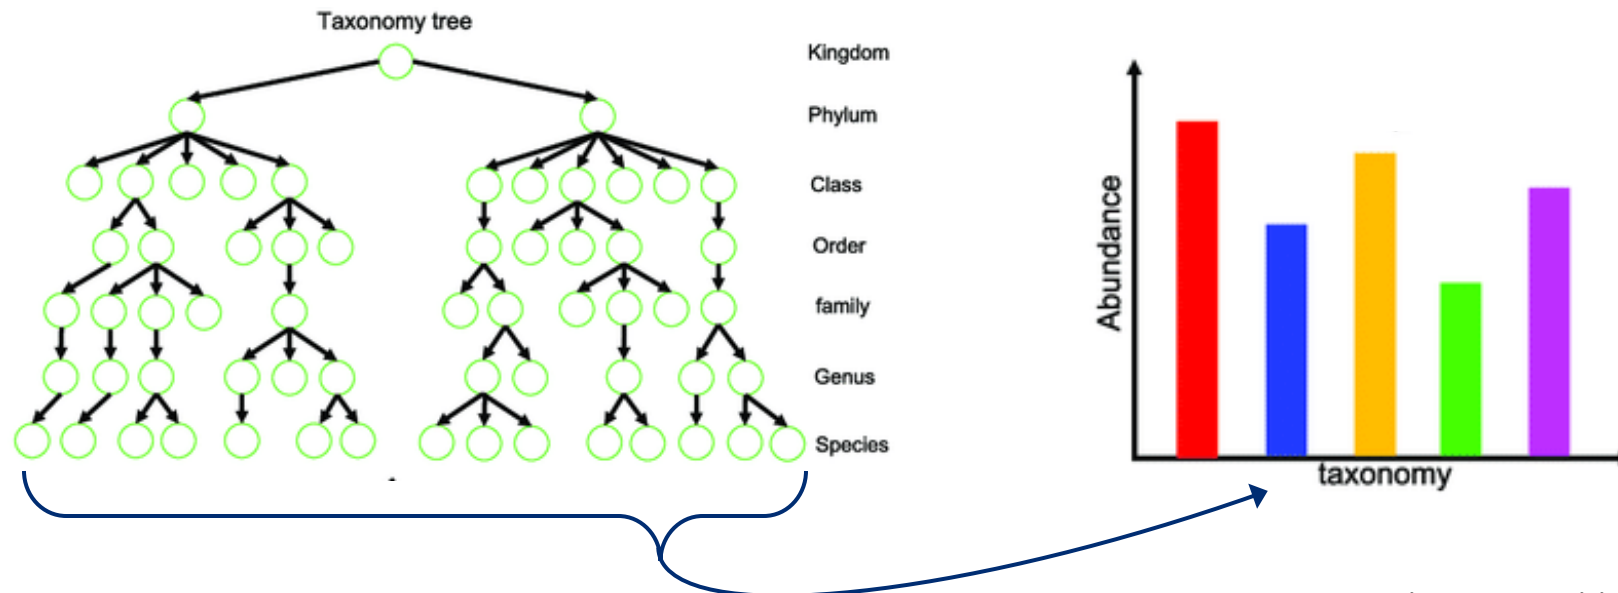 Taxonomy tree
Kingdom
Phylum
Class
Order
family
Genus
Species
Abundance
taxonomy